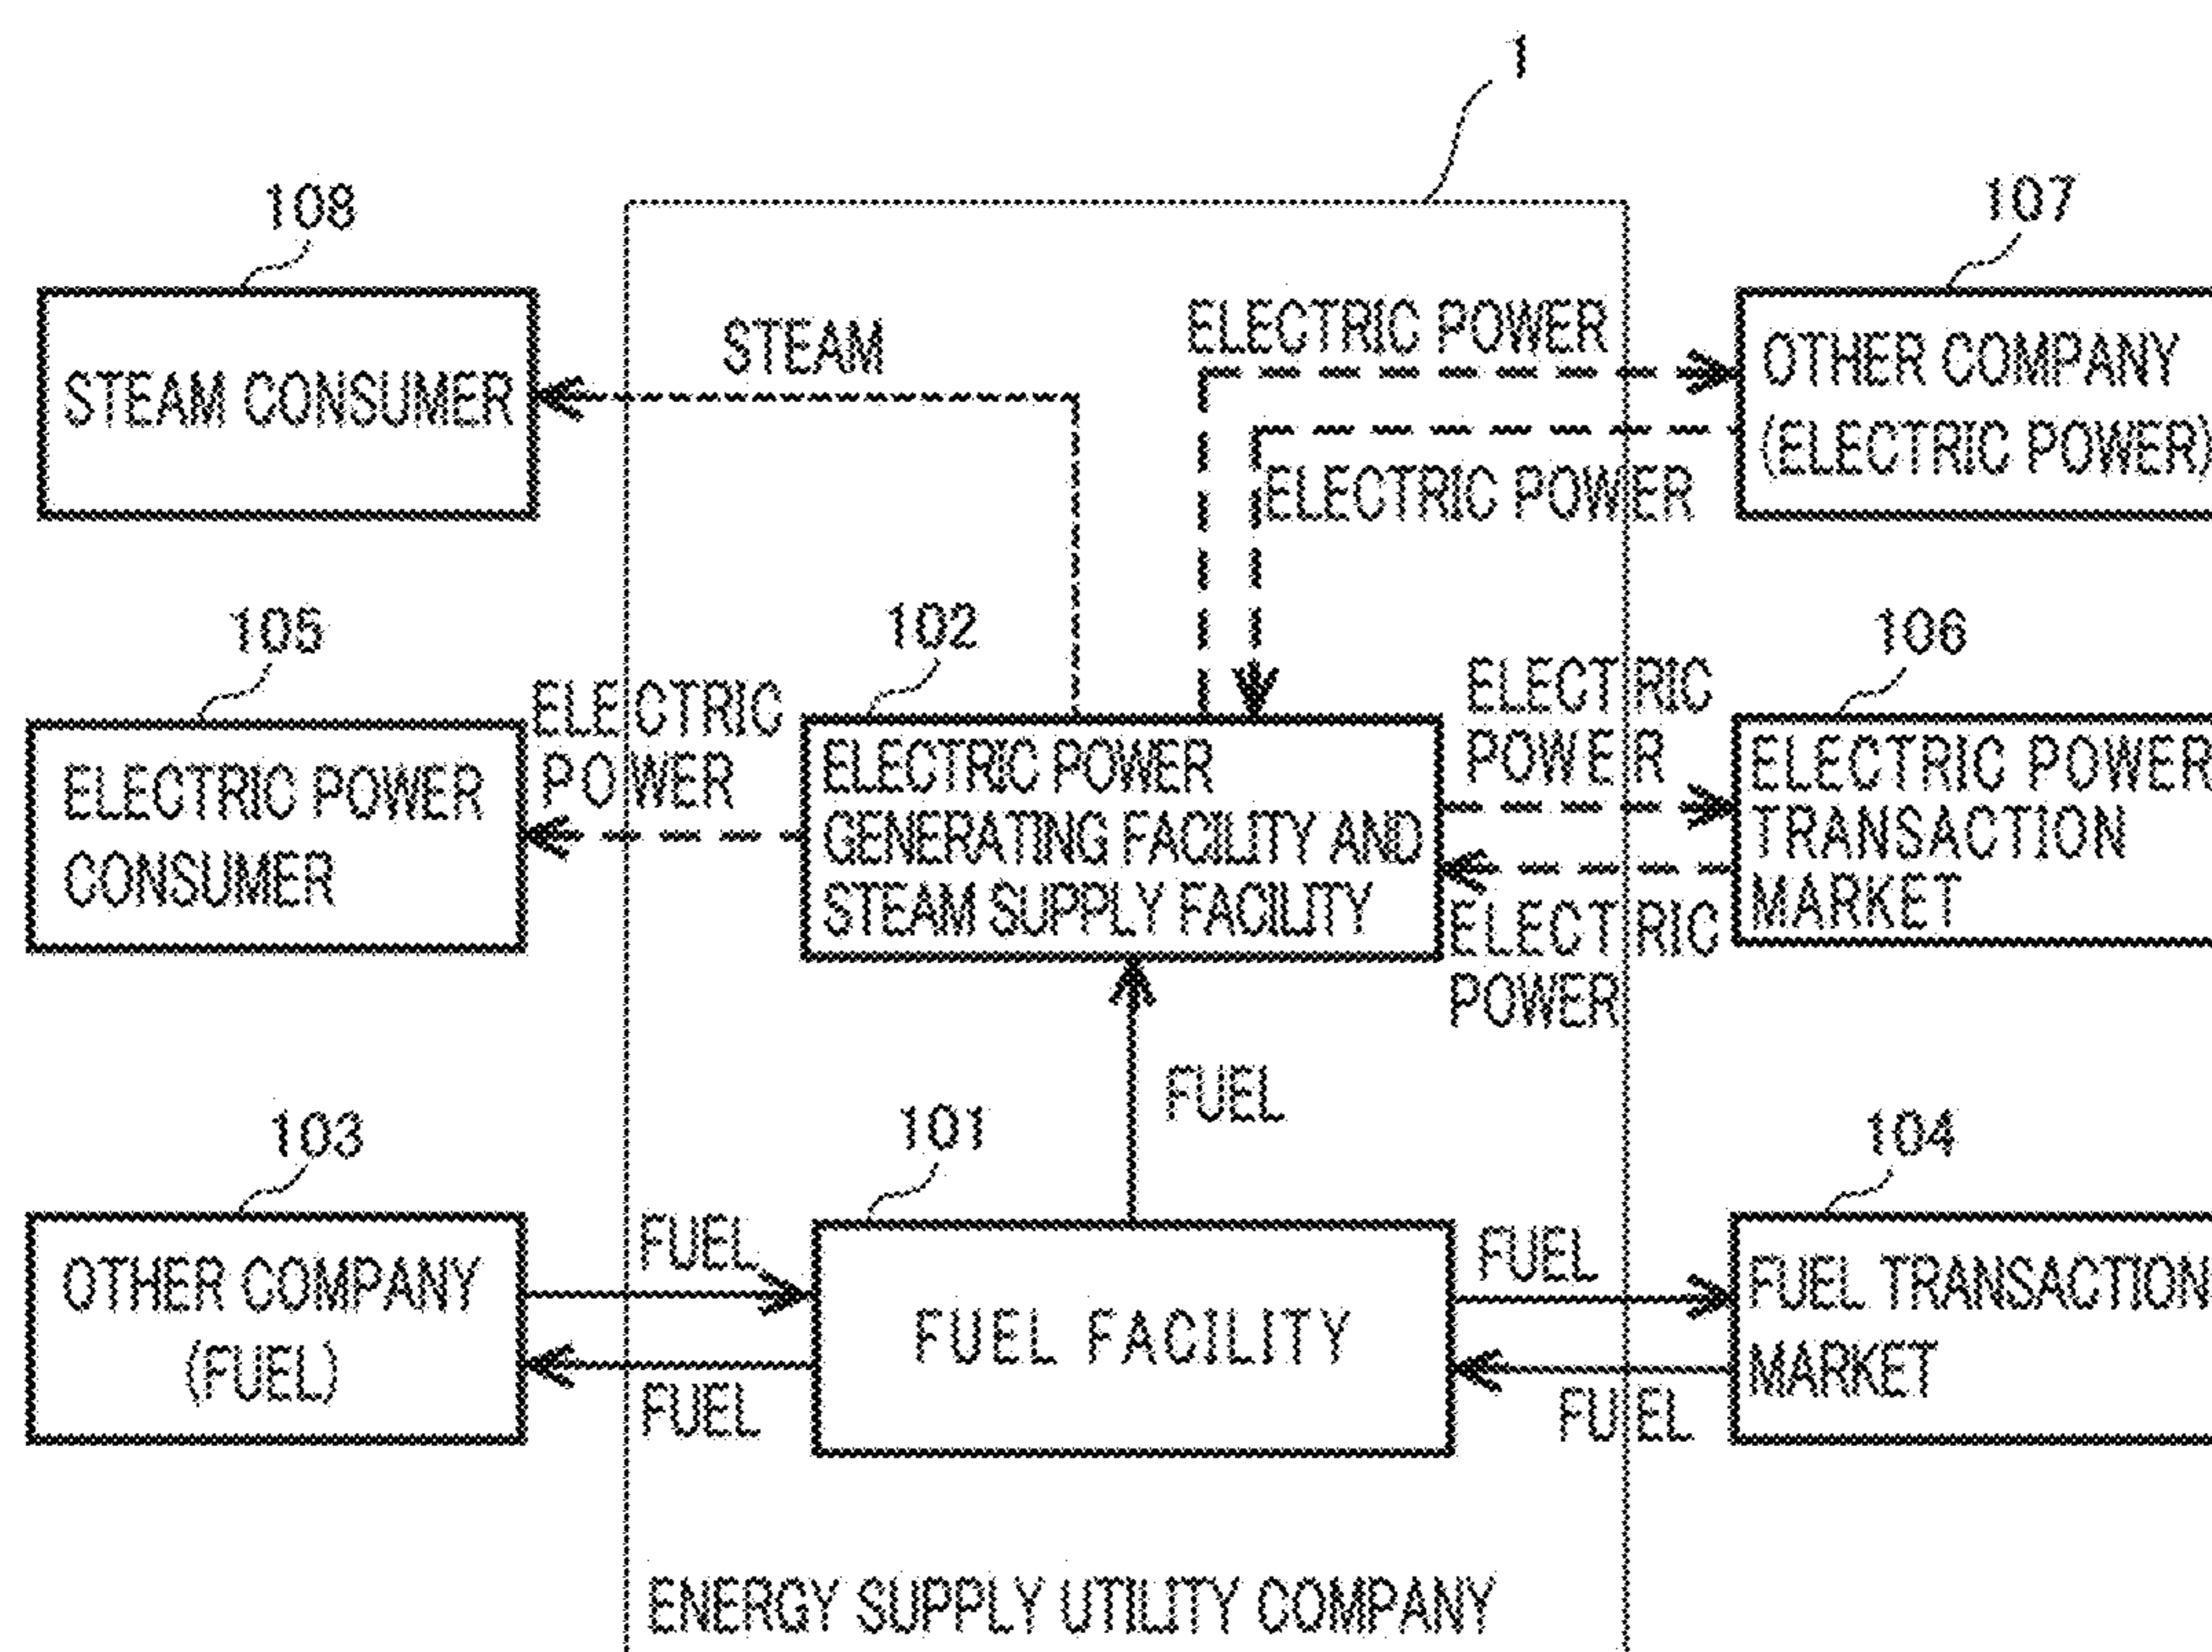 1
108
107
STEAM CONSUMER
STEAM
ELECTRIC POWER
ELECTRIC POWER
OTHER COMPANY
(ELECTRIC POWER)
105
102
106
ELECTRIC POWER
CONSUMER
ELECTRIC
POWER
ELECTRIC POWER
GENERATING FACILITY AND
STEAM SUPPLY FACILITY
ELECTRIC
POWER
ELECTRIC
POWER
ELECTRIC POWER
TRANSACTION
MARKET
FUEL
103
101
104
OTHER COMPANY
(FUEL)
FUEL
FUEL
FUEL FACILITY
FUEL
FUEL
FUEL TRANSACTION
MARKET
ENERGY SUPPLY UTILITY COMPANY